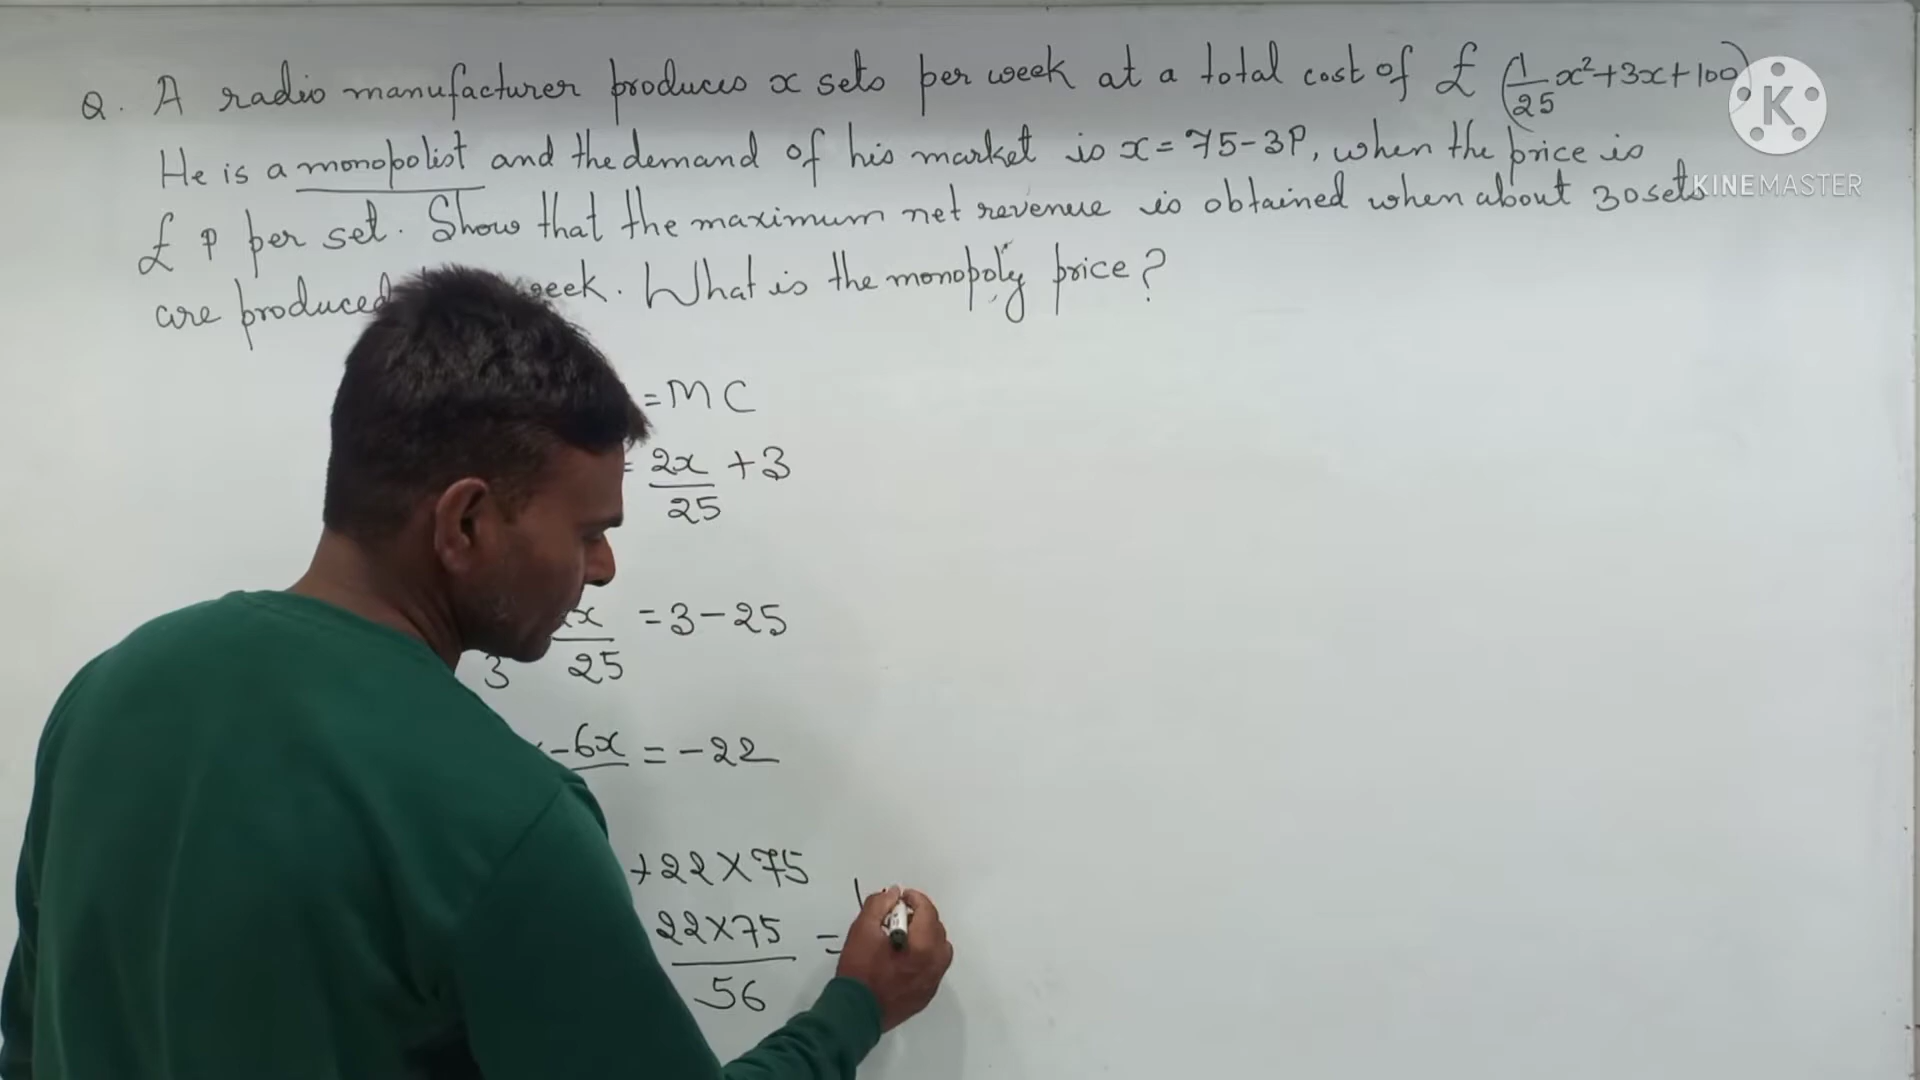 Q. A radio manufacturer produces x sets per week at a total cost of £ (1/25 x²+3x+100)
He is a monopolist and the demand of his market is x = 75-3P, when the price is
£ P per set. Show that the maximum net revenue is obtained when about 30 sets
are produced week. What is the monopoly price?
K
KINEMASTER
= MC
= 2x/25 + 3
x/25 = 3-25
3
-6x = -22
+22×75
22×75/56 =